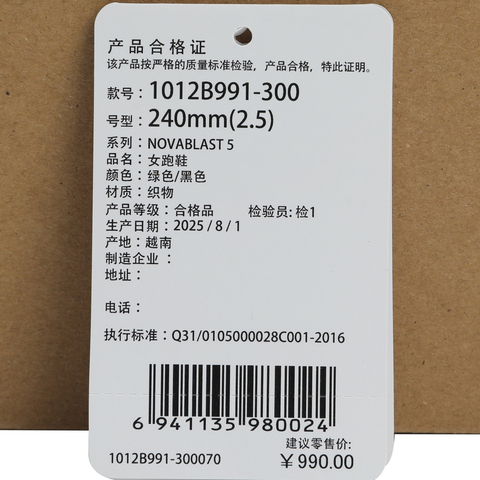 产品合格证
该产品按严格的质量标准检验，产品合格，特此证明。
款号：1012B991-300
号型：240mm(2.5)
系列：NOVABLAST 5
品名：女跑鞋
颜色：绿色/黑色
材质：织物
产品等级：合格品 检验员:检1
生产日期：2025/8/1
产地：越南
制造企业：
地址：
电话：
执行标准：Q31/0105000028C001-2016
6 941135 980024
建议零售价:
1012B991-300070 ￥990.00